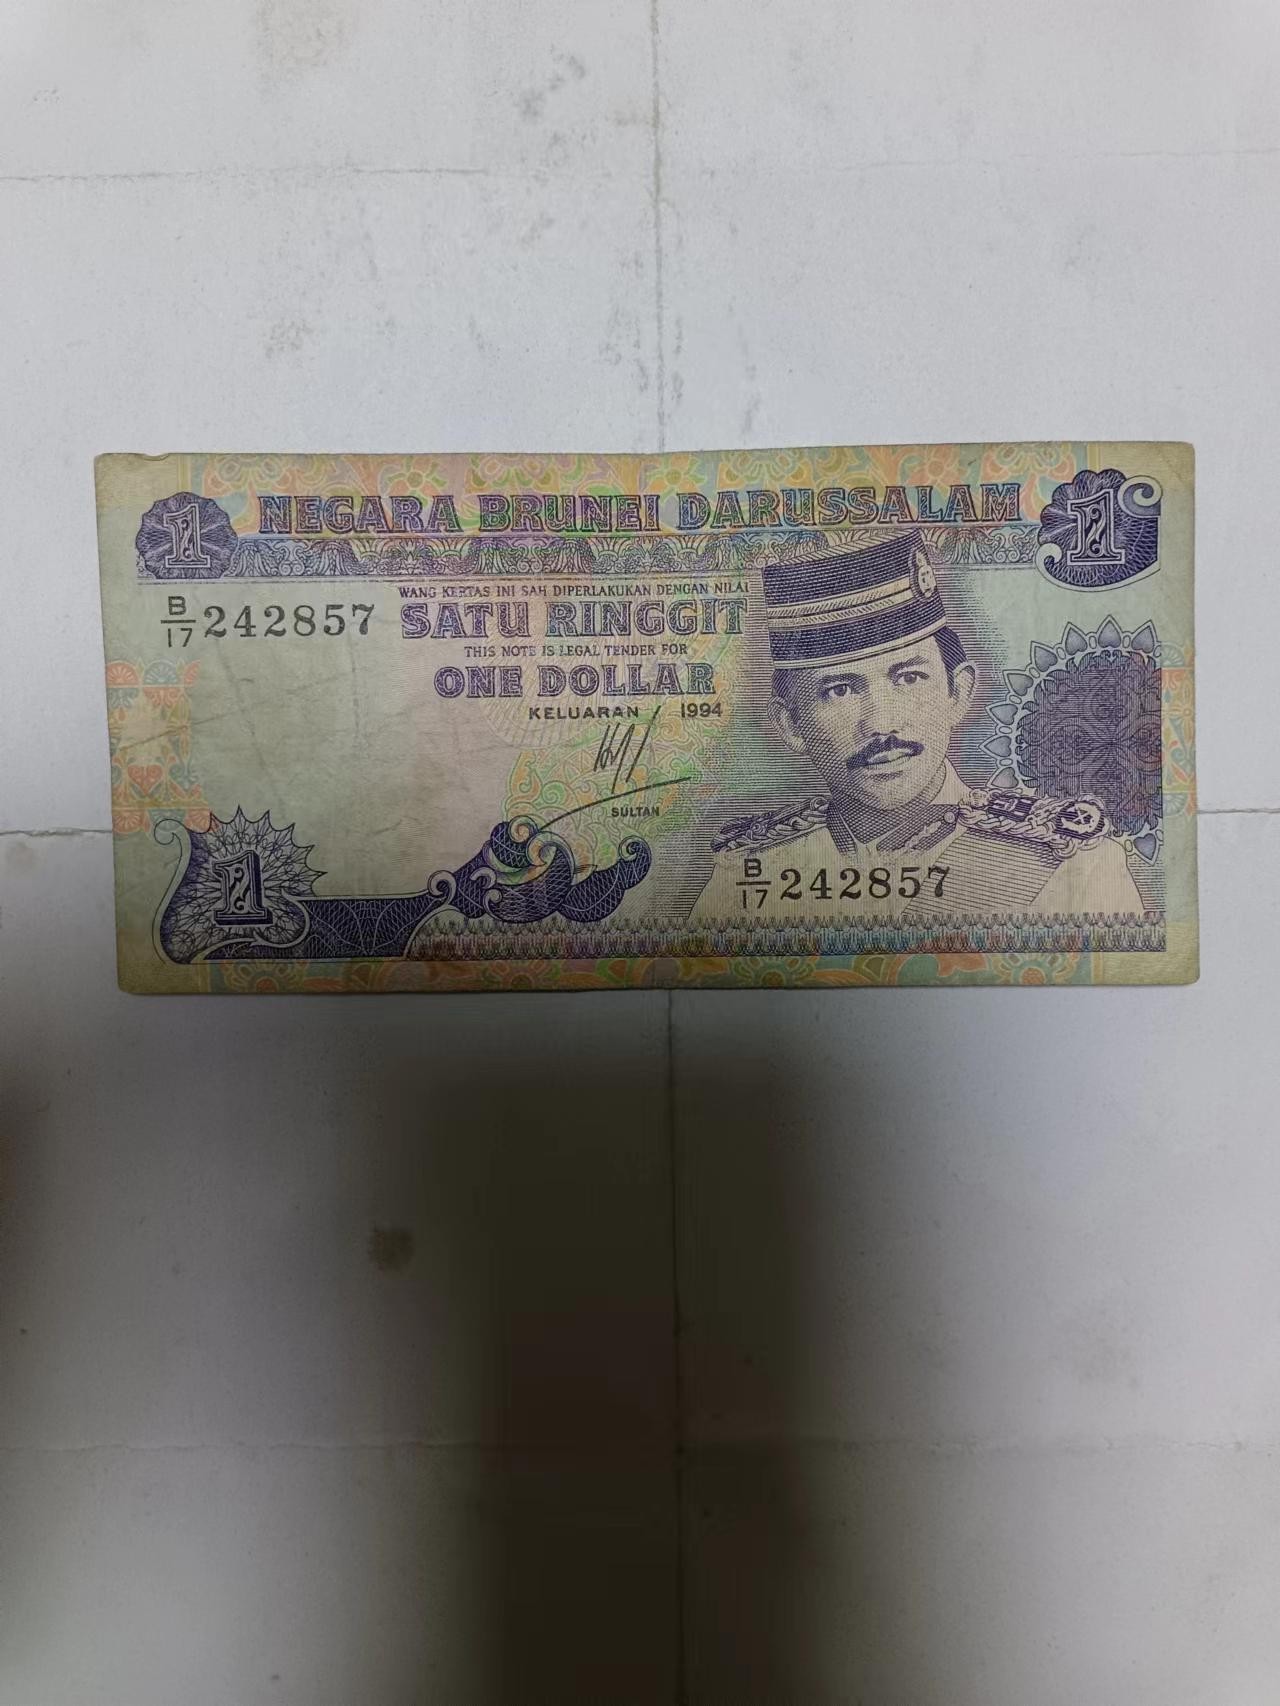 1 NEGARA BRUNEI DARUSSALAM 1
WANG KERTAS INI SAH DIPERLAKUKAN DENGAN NILAI
B/17 242857 SATU RINGGIT
THIS NOTE IS LEGAL TENDER FOR
ONE DOLLAR
KELUARAN 1994
SULTAN
1
B/17 242857